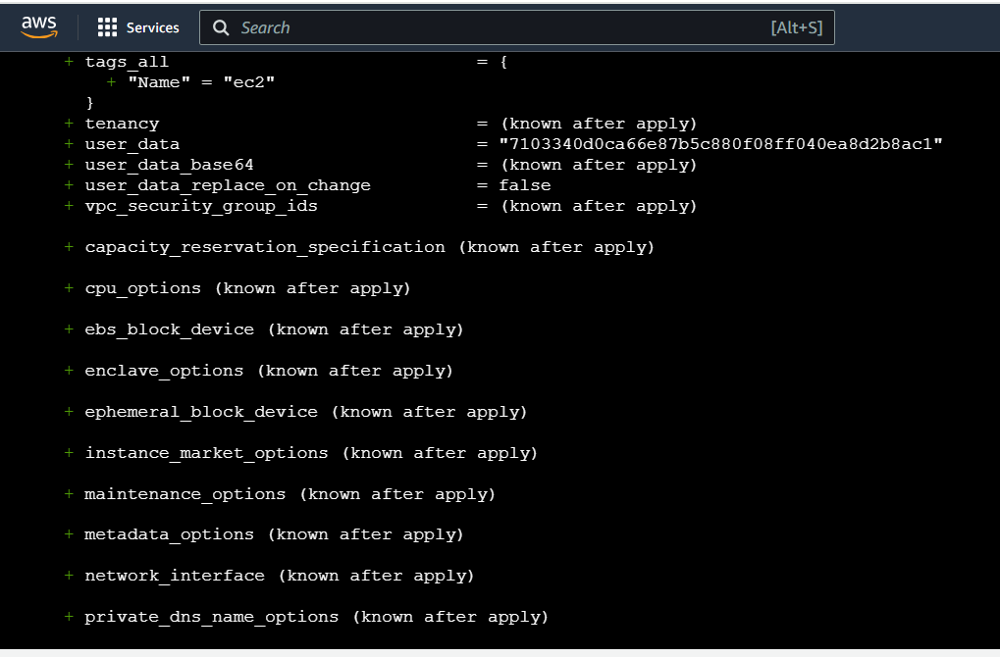 aws Services Search [Alt+S]
+ tags_all = {
+ "Name" = "ec2"
}
+ tenancy = (known after apply)
+ user_data = "7103340d0ca66e87b5c880f08ff040ea8d2b8ac1"
+ user_data_base64 = (known after apply)
+ user_data_replace_on_change = false
+ vpc_security_group_ids = (known after apply)
+ capacity_reservation_specification (known after apply)
+ cpu_options (known after apply)
+ ebs_block_device (known after apply)
+ enclave_options (known after apply)
+ ephemeral_block_device (known after apply)
+ instance_market_options (known after apply)
+ maintenance_options (known after apply)
+ metadata_options (known after apply)
+ network_interface (known after apply)
+ private_dns_name_options (known after apply)